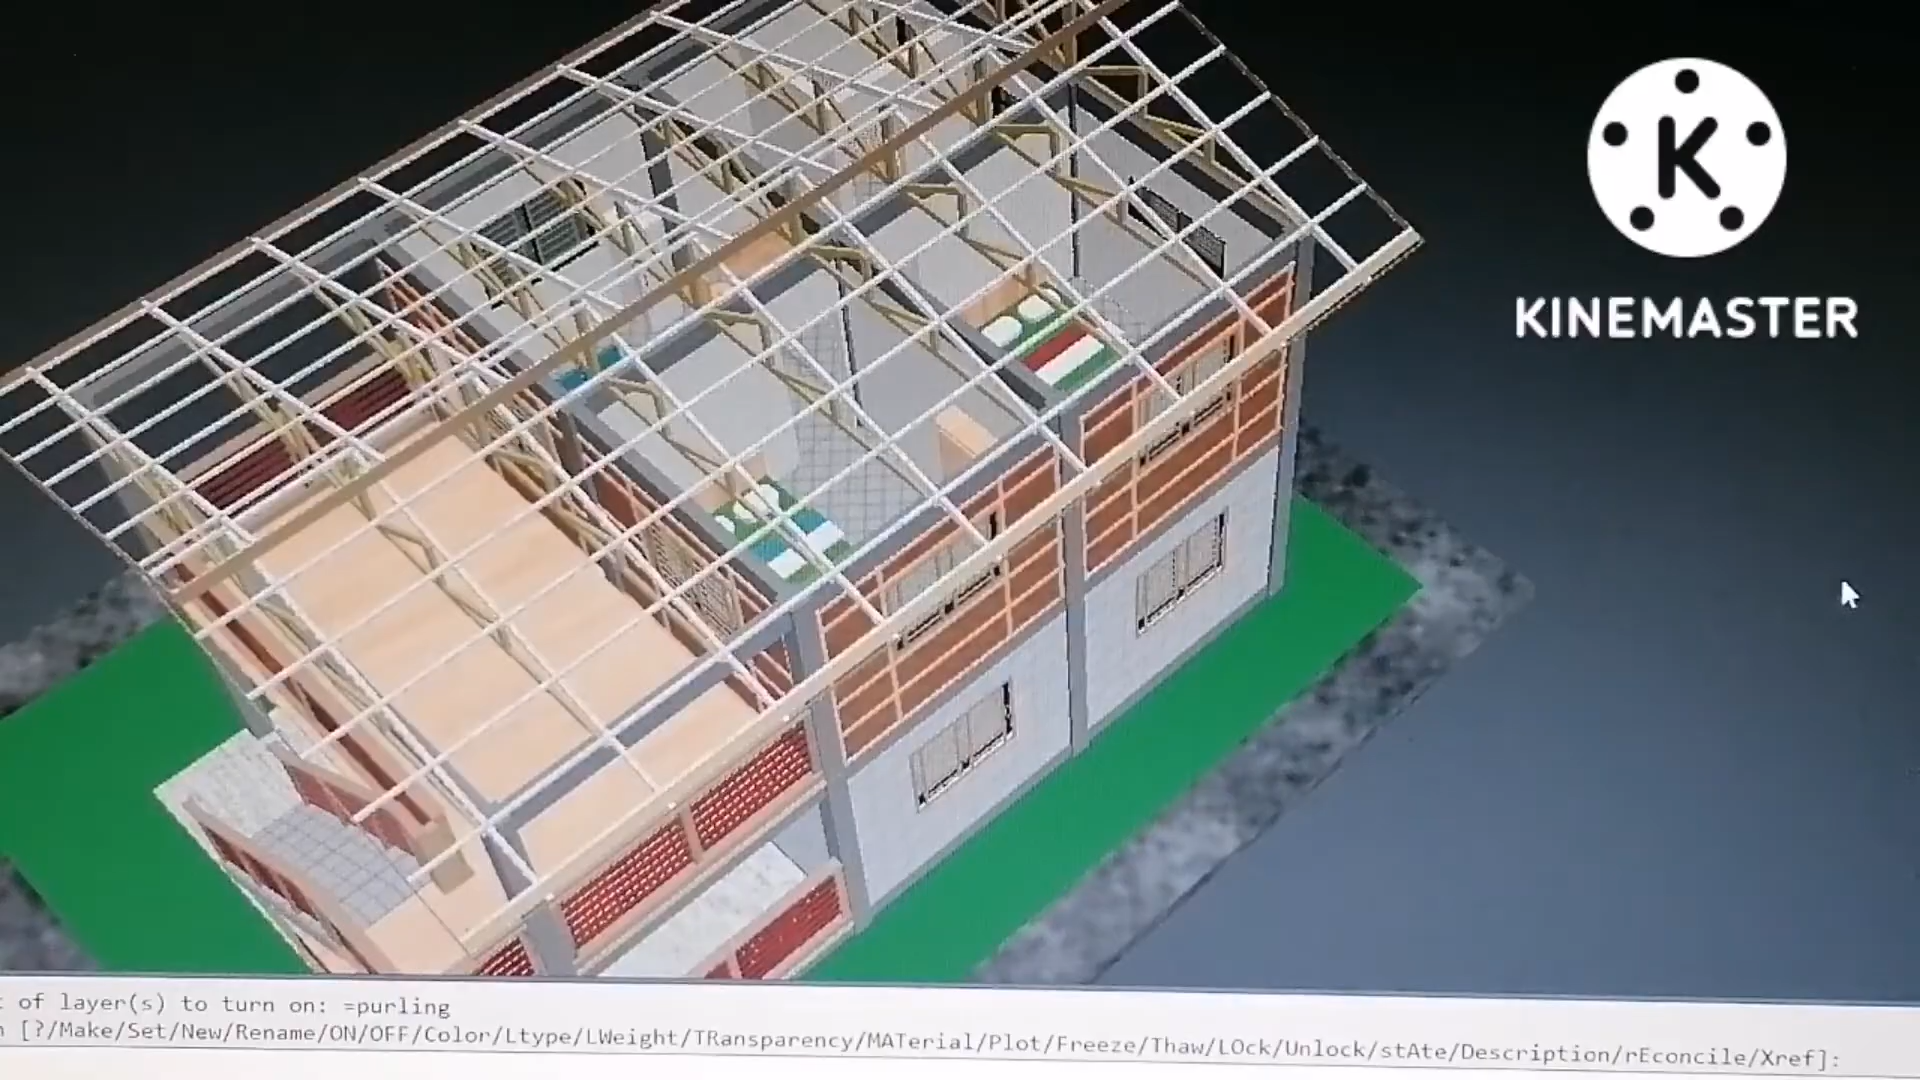 K
KINEMASTER
of layer(s) to turn on: =purling
[?/Make/Set/New/Rename/ON/OFF/Color/Ltype/LWeight/TRansparency/MATerial/Plot/Freeze/Thaw/LOck/Unlock/stAte/Description/rEconcile/Xref]: